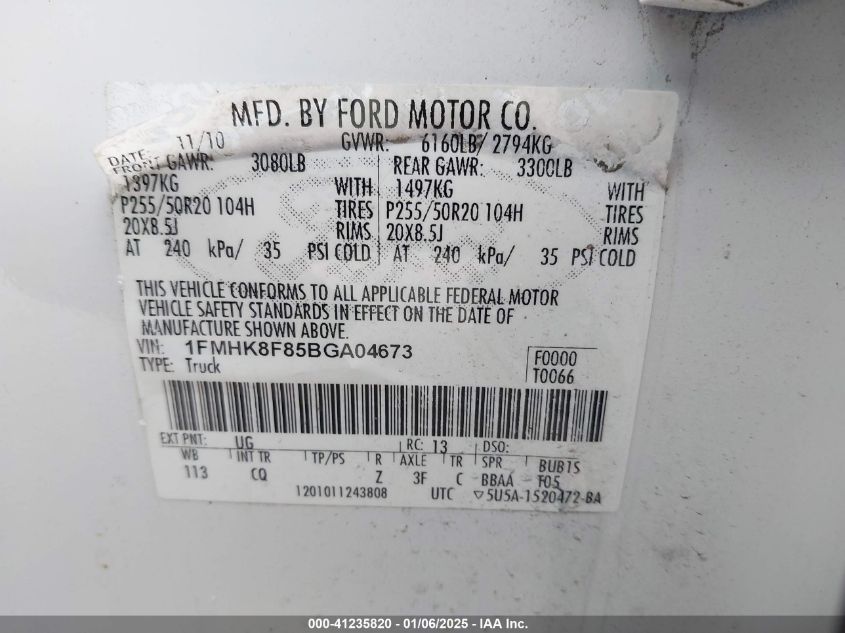 MFD. BY FORD MOTOR CO.
DATE: 11/10 GVWR: 6160LB/ 2794KG
FRONT GAWR: 3080LB REAR GAWR: 3300LB
1397KG WITH 1497KG WITH
P255/50R20 104H TIRES P255/50R20 104H TIRES
20X8.5J RIMS 20X8.5J RIMS
AT 240 kPa/ 35 PSI COLD AT 240 kPa/ 35 PSI COLD
THIS VEHICLE CONFORMS TO ALL APPLICABLE FEDERAL MOTOR
VEHICLE SAFETY STANDARDS IN EFFECT ON THE DATE OF
MANUFACTURE SHOWN ABOVE.
VIN: 1FMHK8F85BGA04673 F0000
TYPE: Truck T0066
EXT PNT: UG RC: 13 DSO:
WB INT TR TP/PS R AXLE TR SPR BUB1S
113 CQ Z 3F C BBAA T05
1201011243808 UTC ▽5U5A-1520472-BA
000-41235820 01/06/2025 IAA Inc.